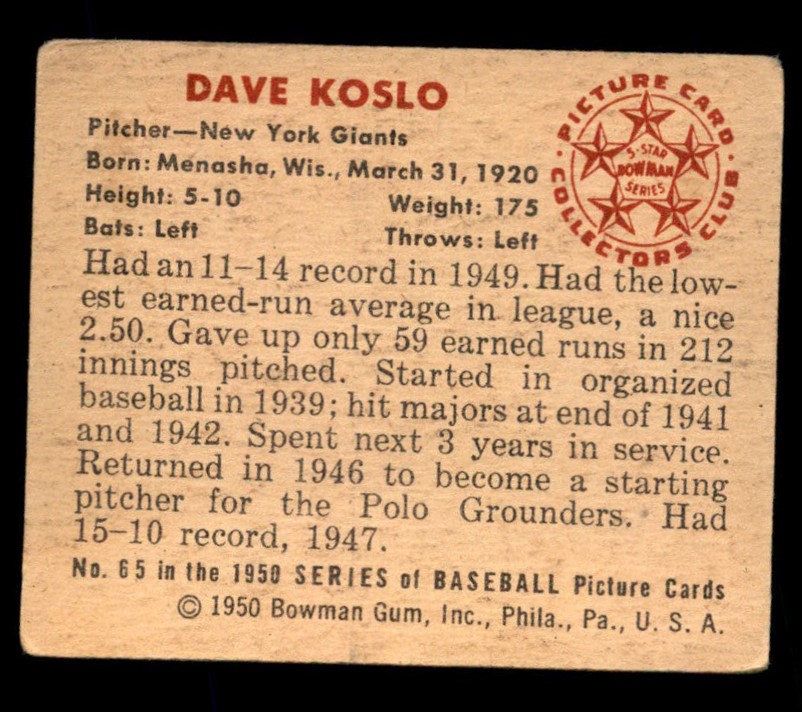 DAVE KOSLO
Pitcher—New York Giants
Born: Menasha, Wis., March 31, 1920
Height: 5-10 Weight: 175
Bats: Left Throws: Left
PICTURE CARD
COLLECTORS CLUB
5-STAR
BOWMAN
SERIES
Had an 11-14 record in 1949. Had the low-
est earned-run average in league, a nice
2.50. Gave up only 59 earned runs in 212
innings pitched. Started in organized
baseball in 1939; hit majors at end of 1941
and 1942. Spent next 3 years in service.
Returned in 1946 to become a starting
pitcher for the Polo Grounders. Had
15-10 record, 1947.
No. 65 in the 1950 SERIES of BASEBALL Picture Cards
© 1950 Bowman Gum, Inc., Phila., Pa., U. S. A.